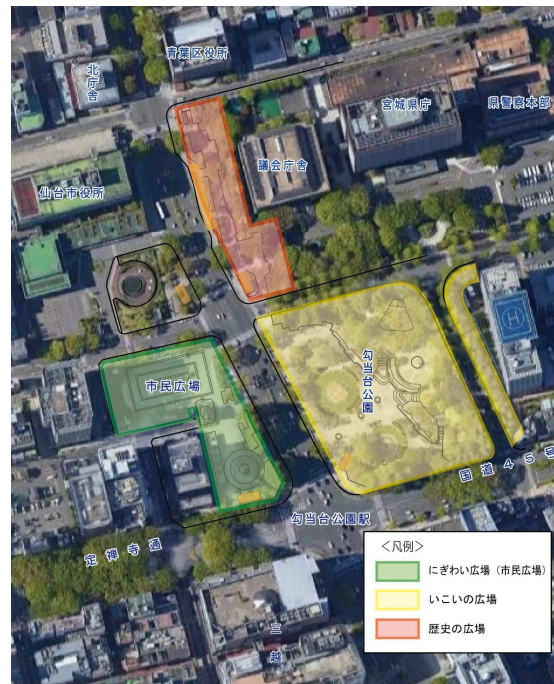 青葉区役所
北庁舎
宮城県庁
県警察本部
議会庁舎
仙台市役所
H
勾当台公園
市民広場
国道45号
勾当台公園駅
定禅寺通
三越
<凡例>
にぎわい広場（市民広場）
いこいの広場
歴史の広場